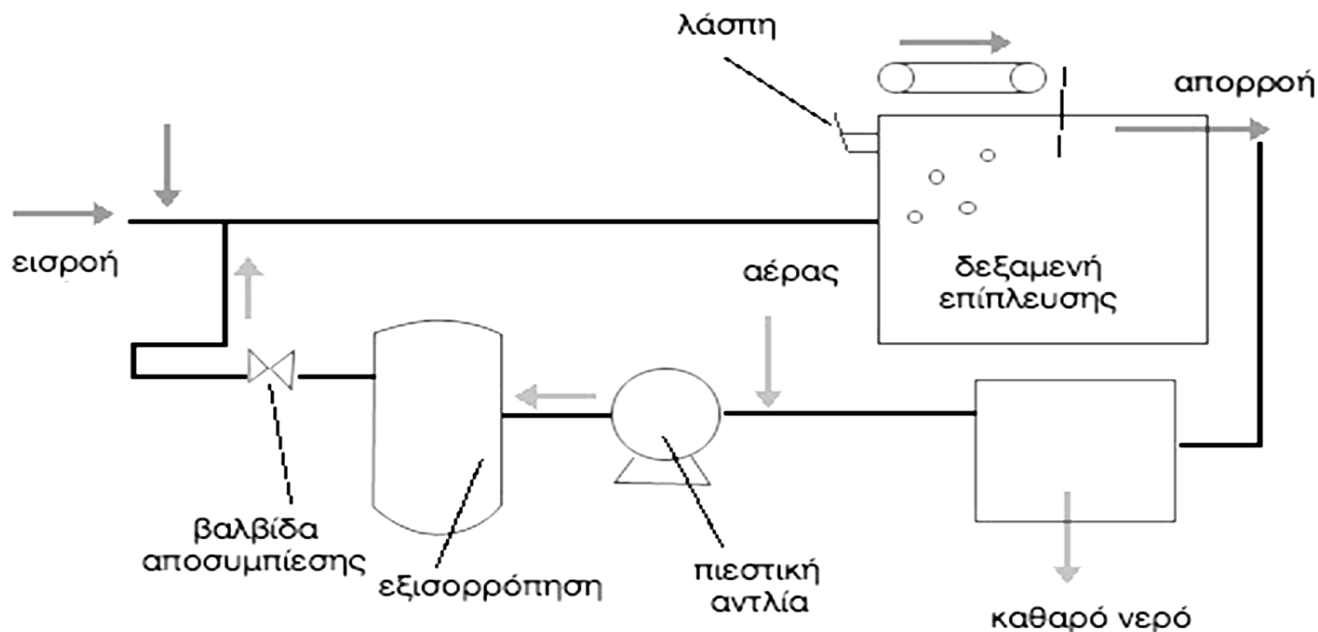 λάσπη
απορροή
εισροή
αέρας
δεξαμενή
επίπλευσης
βαλβίδα
αποσυμπίεσης
εξισορρόπηση
πιεστική
αντλία
καθαρό νερό